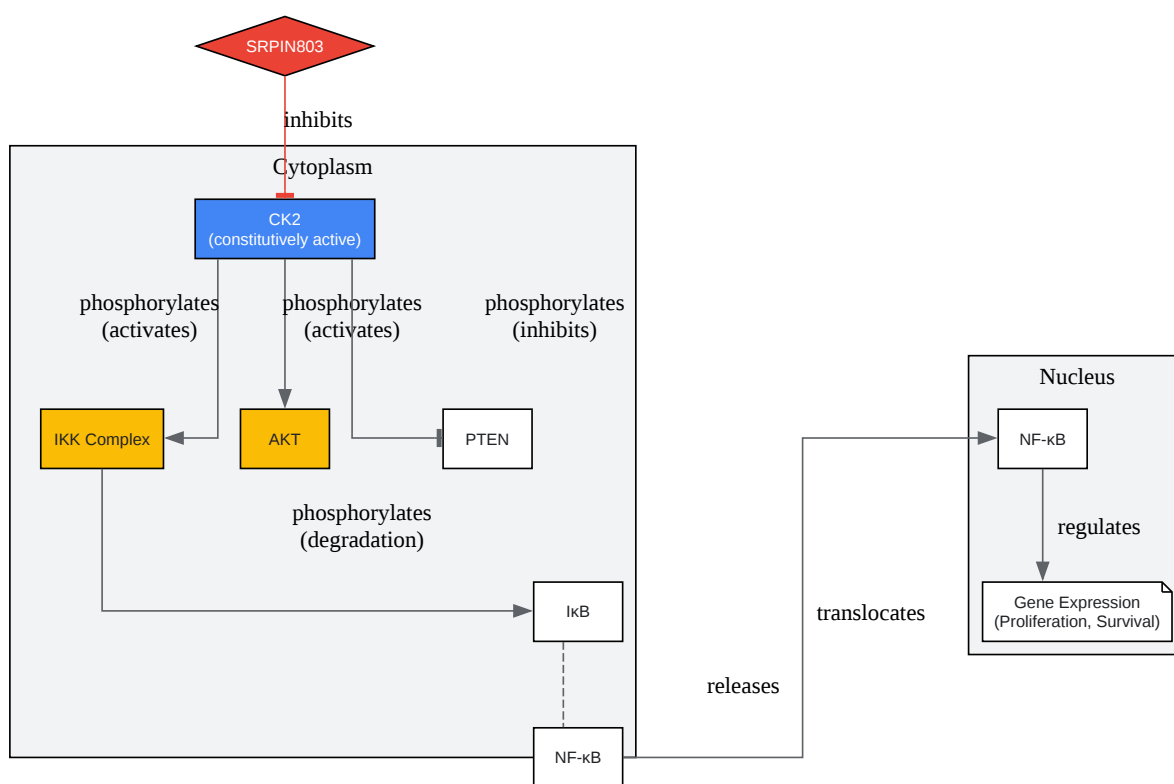 SRPIN803
inhibits
Cytoplasm
CK2
(constitutively active)
phosphorylates
(activates)
phosphorylates
(activates)
phosphorylates
(inhibits)
Nucleus
IKK Complex
AKT
PTEN
NF-κB
phosphorylates
(degradation)
regulates
IκB
Gene Expression
(Proliferation, Survival)
translocates
releases
NF-κB